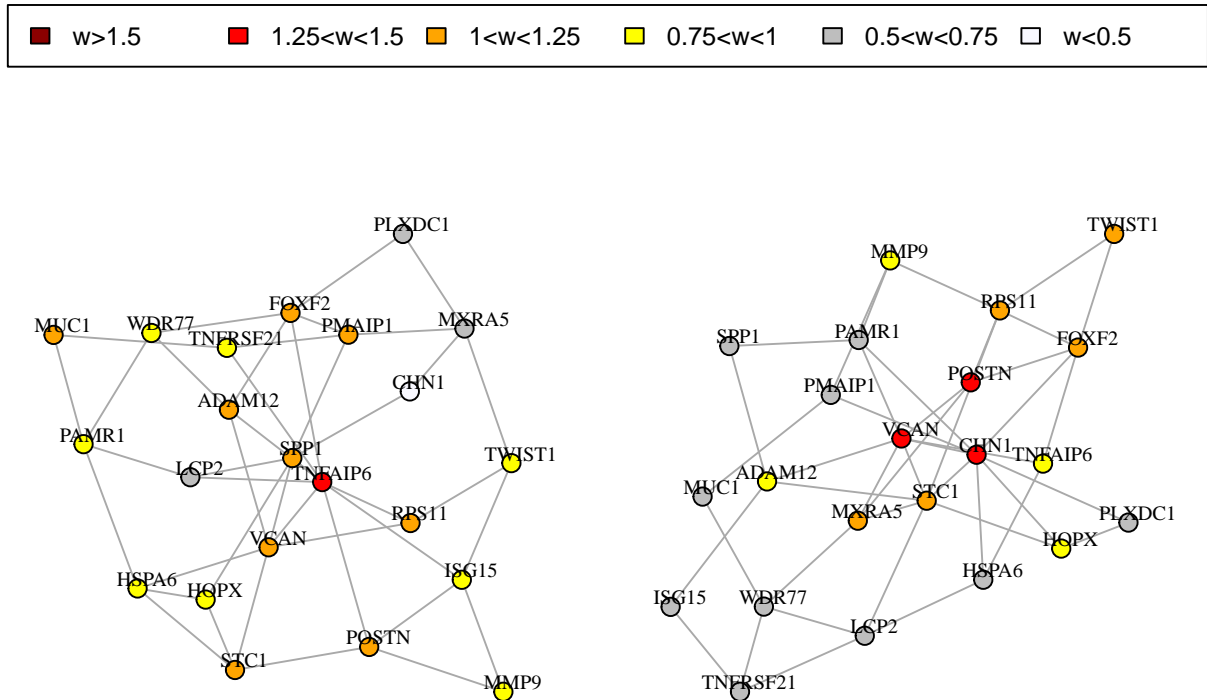 w>1.5 1.25<w<1.5 1<w<1.25 0.75<w<1 0.5<w<0.75 w<0.5
PLXDC1
FOXF2
MUC1 WDR77 TNFRSF21 PMAIP1 MXRA5
CHN1
ADAM12
PAMR1 SPP1
LCP2 TNFAIP6 TWIST1
RPS11
VCAN
HSPA6 HOPX ISG15
POSTN
STC1
MMP9
TWIST1
MMP9
RPS11
SPP1 PAMR1 FOXF2
POSTN
PMAIP1
VCAN CHN1
ADAM12 TNFAIP6
MUC1 STC1
MXRA5 PLXDC1
HOPX
HSPA6
ISG15 WDR77
LCP2
TNFRSF21